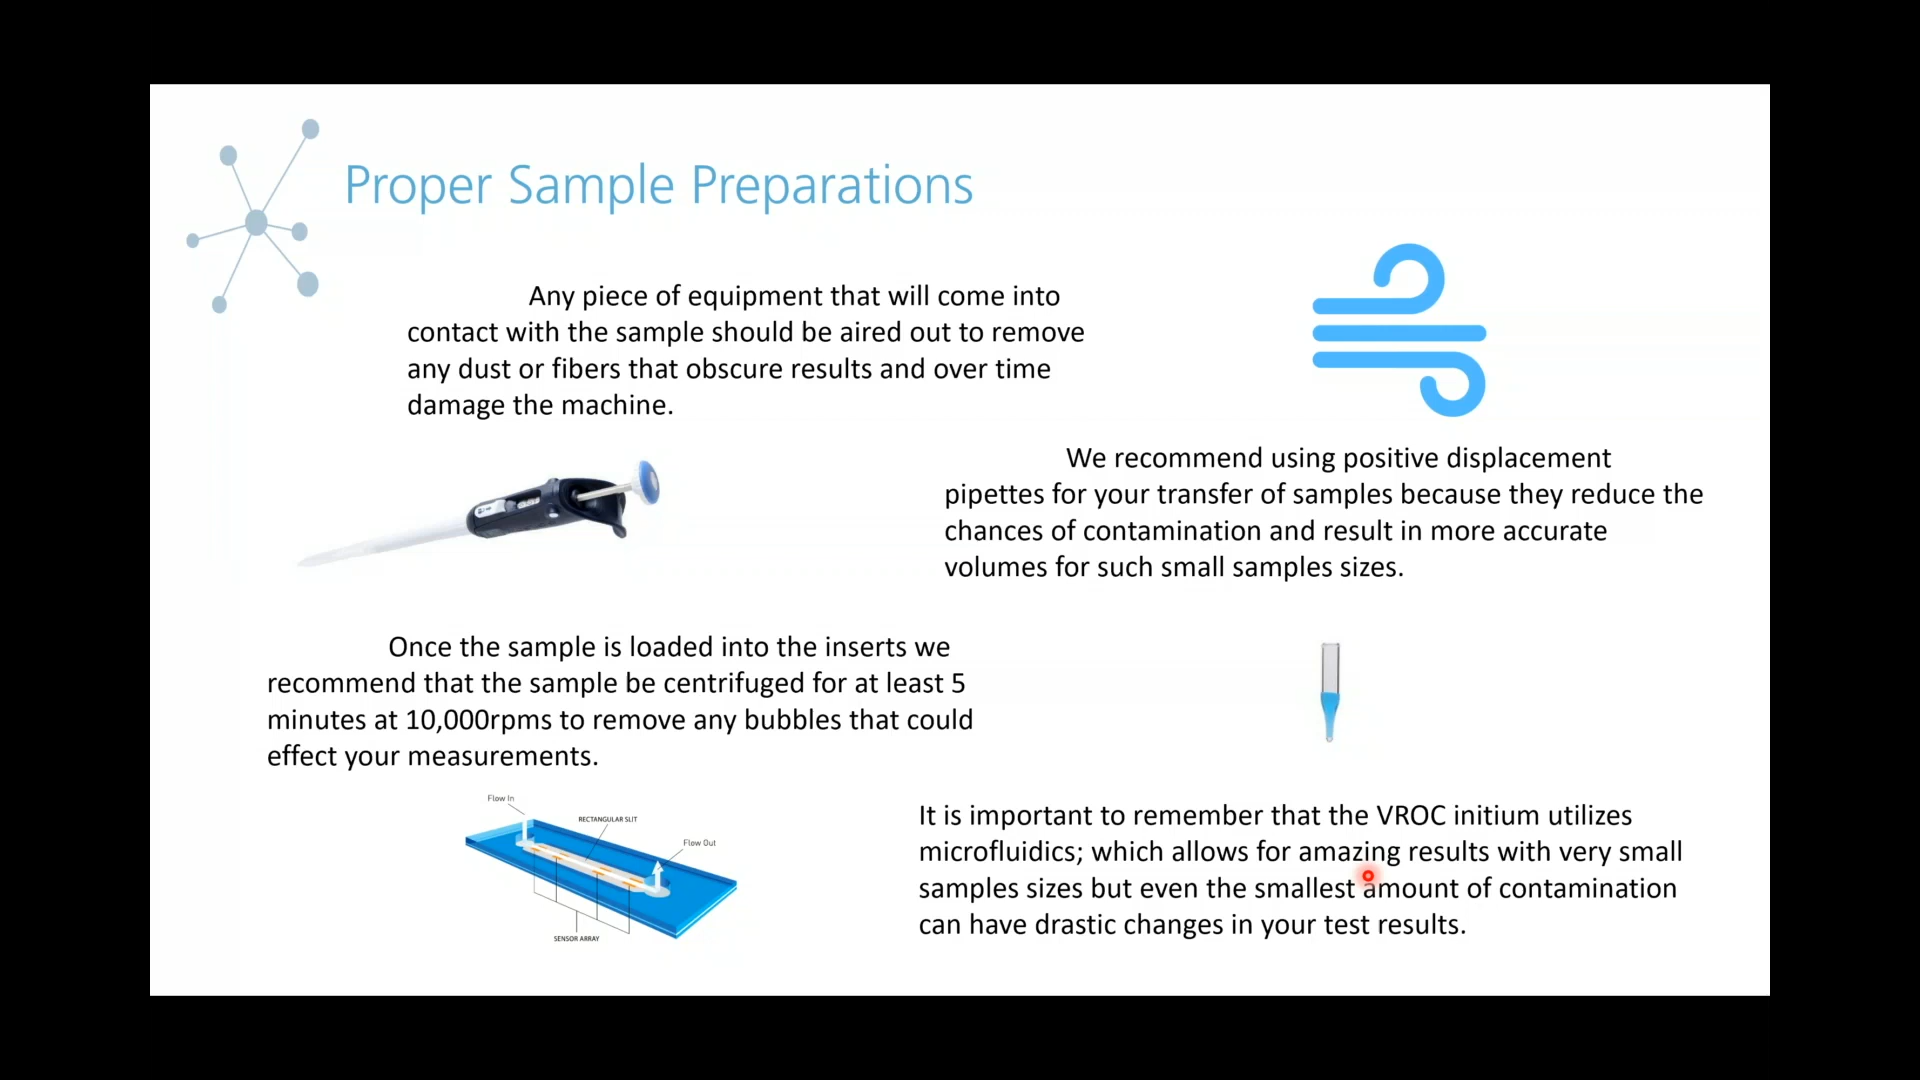 Proper Sample Preparations
Any piece of equipment that will come into
contact with the sample should be aired out to remove
any dust or fibers that obscure results and over time
damage the machine.
We recommend using positive displacement
pipettes for your transfer of samples because they reduce the
chances of contamination and result in more accurate
volumes for such small samples sizes.
Once the sample is loaded into the inserts we
recommend that the sample be centrifuged for at least 5
minutes at 10,000rpms to remove any bubbles that could
effect your measurements.
Flow In
RECTANGULAR SLIT
Flow Out
SENSOR ARRAY
It is important to remember that the VROC initium utilizes
microfluidics; which allows for amazing results with very small
samples sizes but even the smallest amount of contamination
can have drastic changes in your test results.